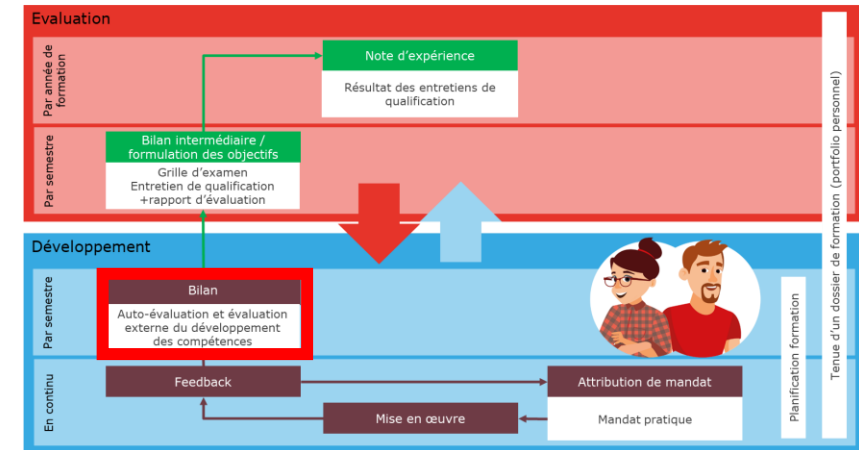 Evaluation
Par année de
formation
Note d'expérience
Résultat des entretiens de
qualification
Par semestre
Bilan intermédiaire /
formulation des objectifs
Grille d'examen
Entretien de qualification
+rapport d'évaluation
Développement
Par semestre
Bilan
Auto-évaluation et évaluation
externe du développement
des compétences
En continu
Feedback
Attribution de mandat
Mandat pratique
Mise en œuvre
Planification formation
Tenue d'un dossier de formation (portfolio personnel)